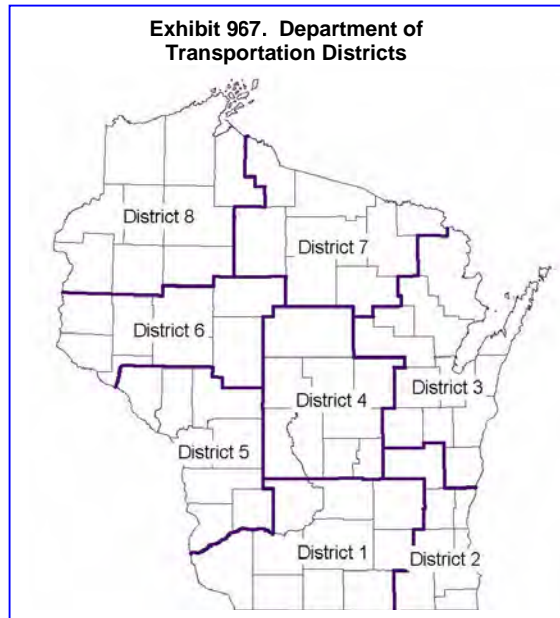 Exhibit 967. Department of
Transportation Districts
District 8
District 7
District 6
District 3
District 4
District 5
District 1
District 2